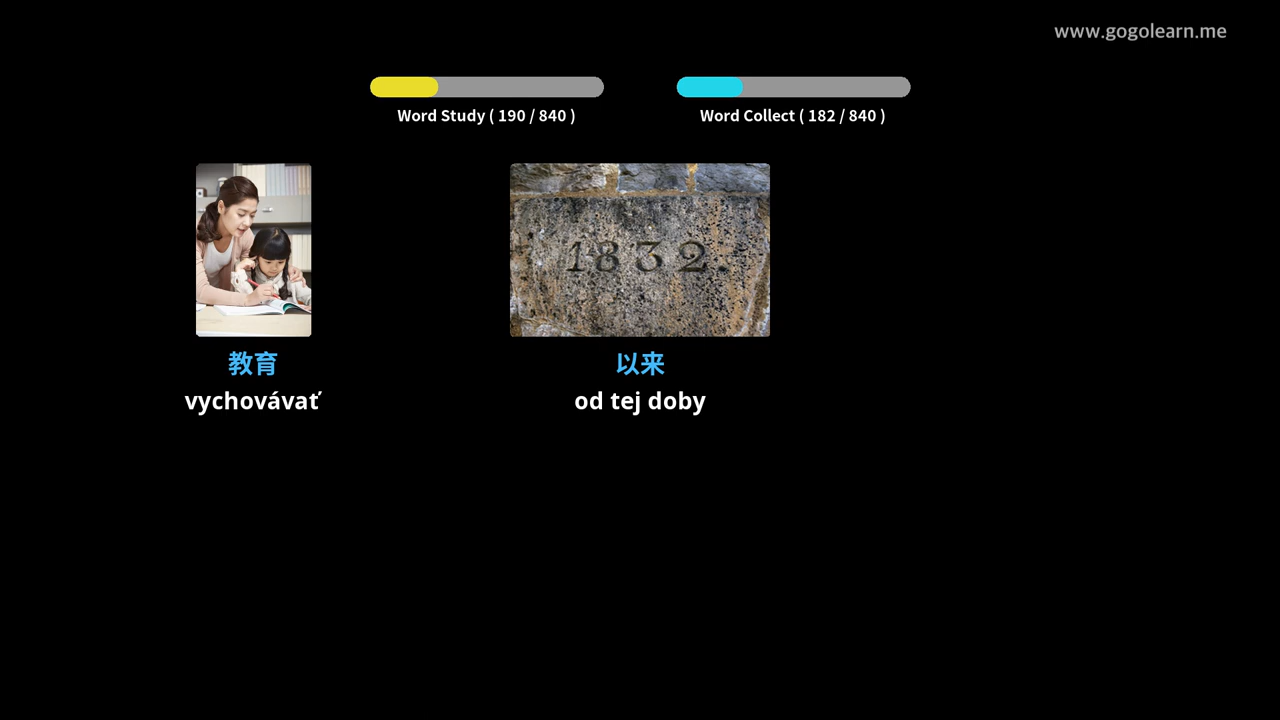 www.gogolearn.me
Word Study ( 190 / 840 )
Word Collect ( 182 / 840 )
1832.
教育
vychovávať
以来
od tej doby